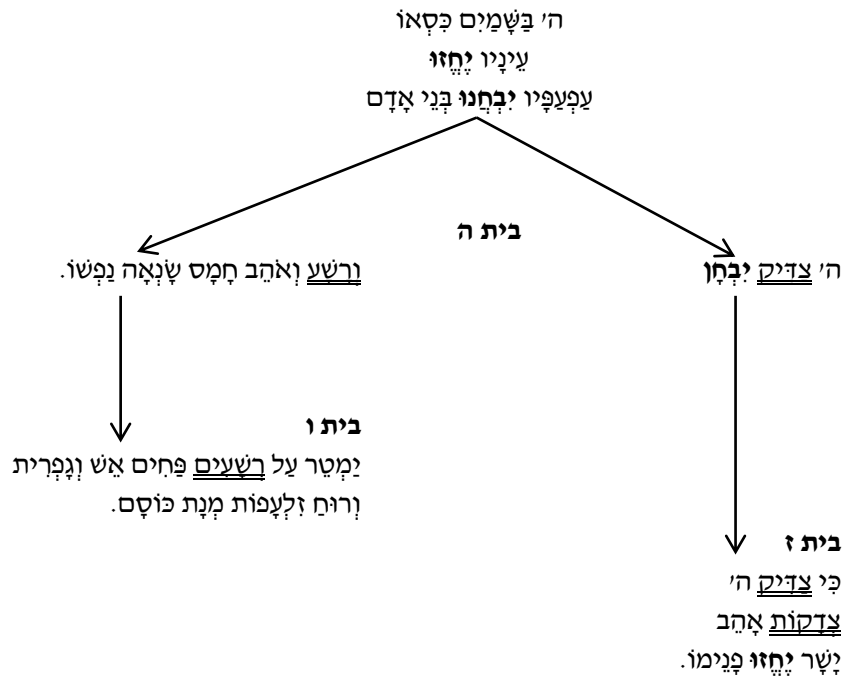 ה׳ בַּשָּׁמַיִם כִּסְאוֹ
עֵינָיו יֶחֱזוּ
עַפְעַפָּיו יִבְחֲנוּ בְּנֵי אָדָם
בית ה
ה׳ צַדִּיק יִבְחָן
וְרָשָׁע וְאֹהֵב חָמָס שָׂנְאָה נַפְשׁוֹ.
בית ו
יַמְטֵר עַל רְשָׁעִים פַּחִים אֵשׁ וְגָפְרִית
וְרוּחַ זִלְעָפוֹת מְנָת כּוֹסָם.
בית ז
כִּי צַדִּיק ה׳
צְדָקוֹת אָהֵב
יָשָׁר יֶחֱזוּ פָנֵימוֹ.